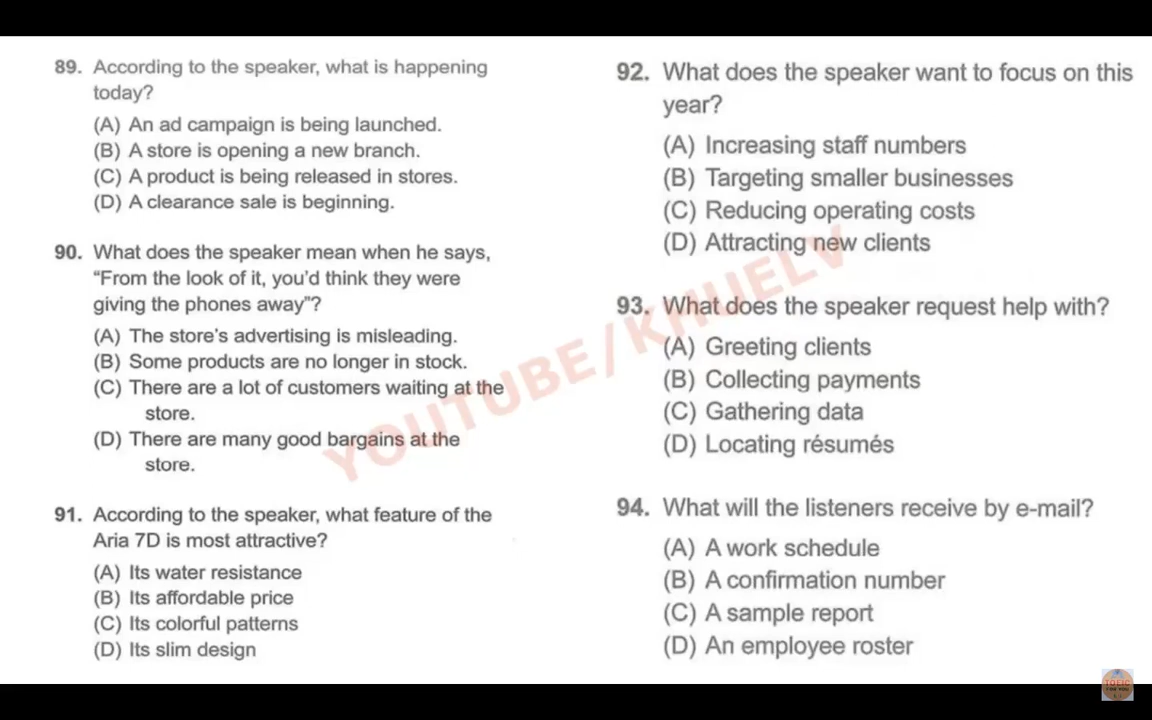 89. According to the speaker, what is happening
today?
(A) An ad campaign is being launched.
(B) A store is opening a new branch.
(C) A product is being released in stores.
(D) A clearance sale is beginning.
90. What does the speaker mean when he says,
“From the look of it, you’d think they were
giving the phones away”?
(A) The store’s advertising is misleading.
(B) Some products are no longer in stock.
(C) There are a lot of customers waiting at the
store.
(D) There are many good bargains at the
store.
91. According to the speaker, what feature of the
Aria 7D is most attractive?
(A) Its water resistance
(B) Its affordable price
(C) Its colorful patterns
(D) Its slim design
92. What does the speaker want to focus on this
year?
(A) Increasing staff numbers
(B) Targeting smaller businesses
(C) Reducing operating costs
(D) Attracting new clients
93. What does the speaker request help with?
(A) Greeting clients
(B) Collecting payments
(C) Gathering data
(D) Locating résumés
94. What will the listeners receive by e-mail?
(A) A work schedule
(B) A confirmation number
(C) A sample report
(D) An employee roster
YOUTUBE/KHUELV
TOEIC
FOR YOU